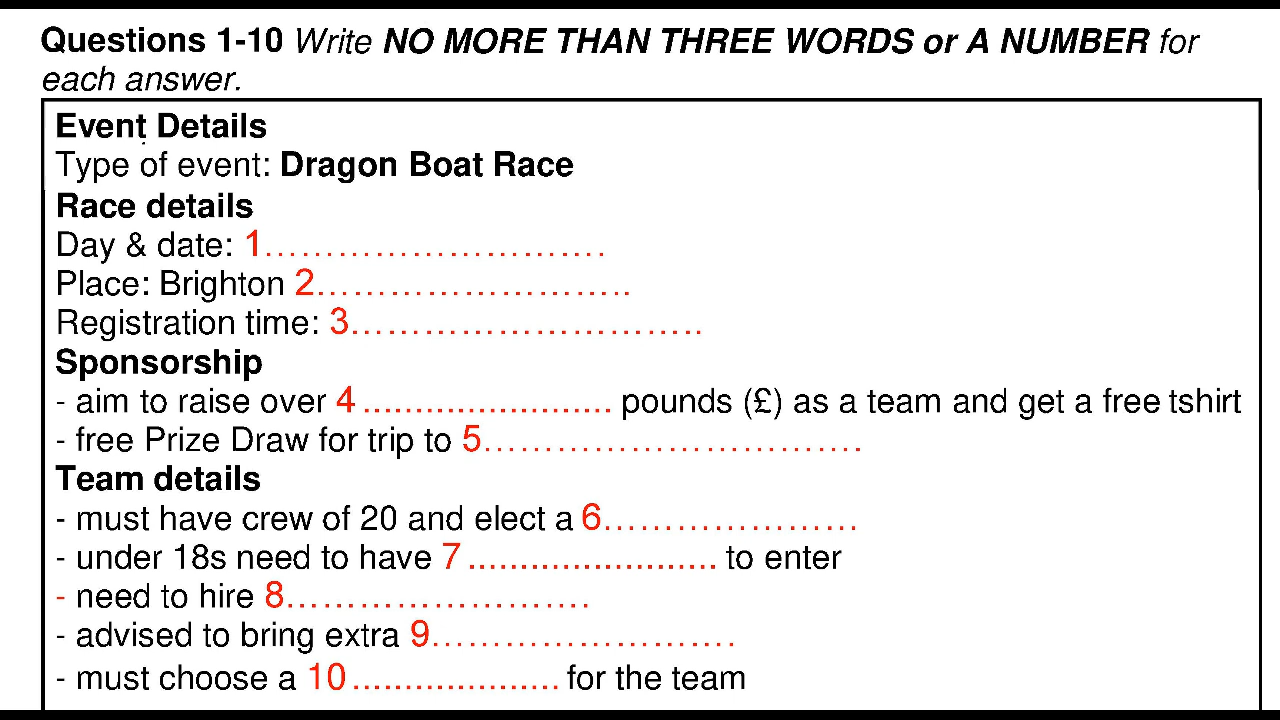 Questions 1-10 Write NO MORE THAN THREE WORDS or A NUMBER for
each answer.
Event Details
Type of event: Dragon Boat Race
Race details
Day & date: 1……………………….
Place: Brighton 2……………………..
Registration time: 3………………………..
Sponsorship
- aim to raise over 4 ........................ pounds (£) as a team and get a free tshirt
- free Prize Draw for trip to 5………………………….
Team details
- must have crew of 20 and elect a 6…………………
- under 18s need to have 7 ........................ to enter
- need to hire 8…………………….
- advised to bring extra 9…………………….
- must choose a 10 .................... for the team